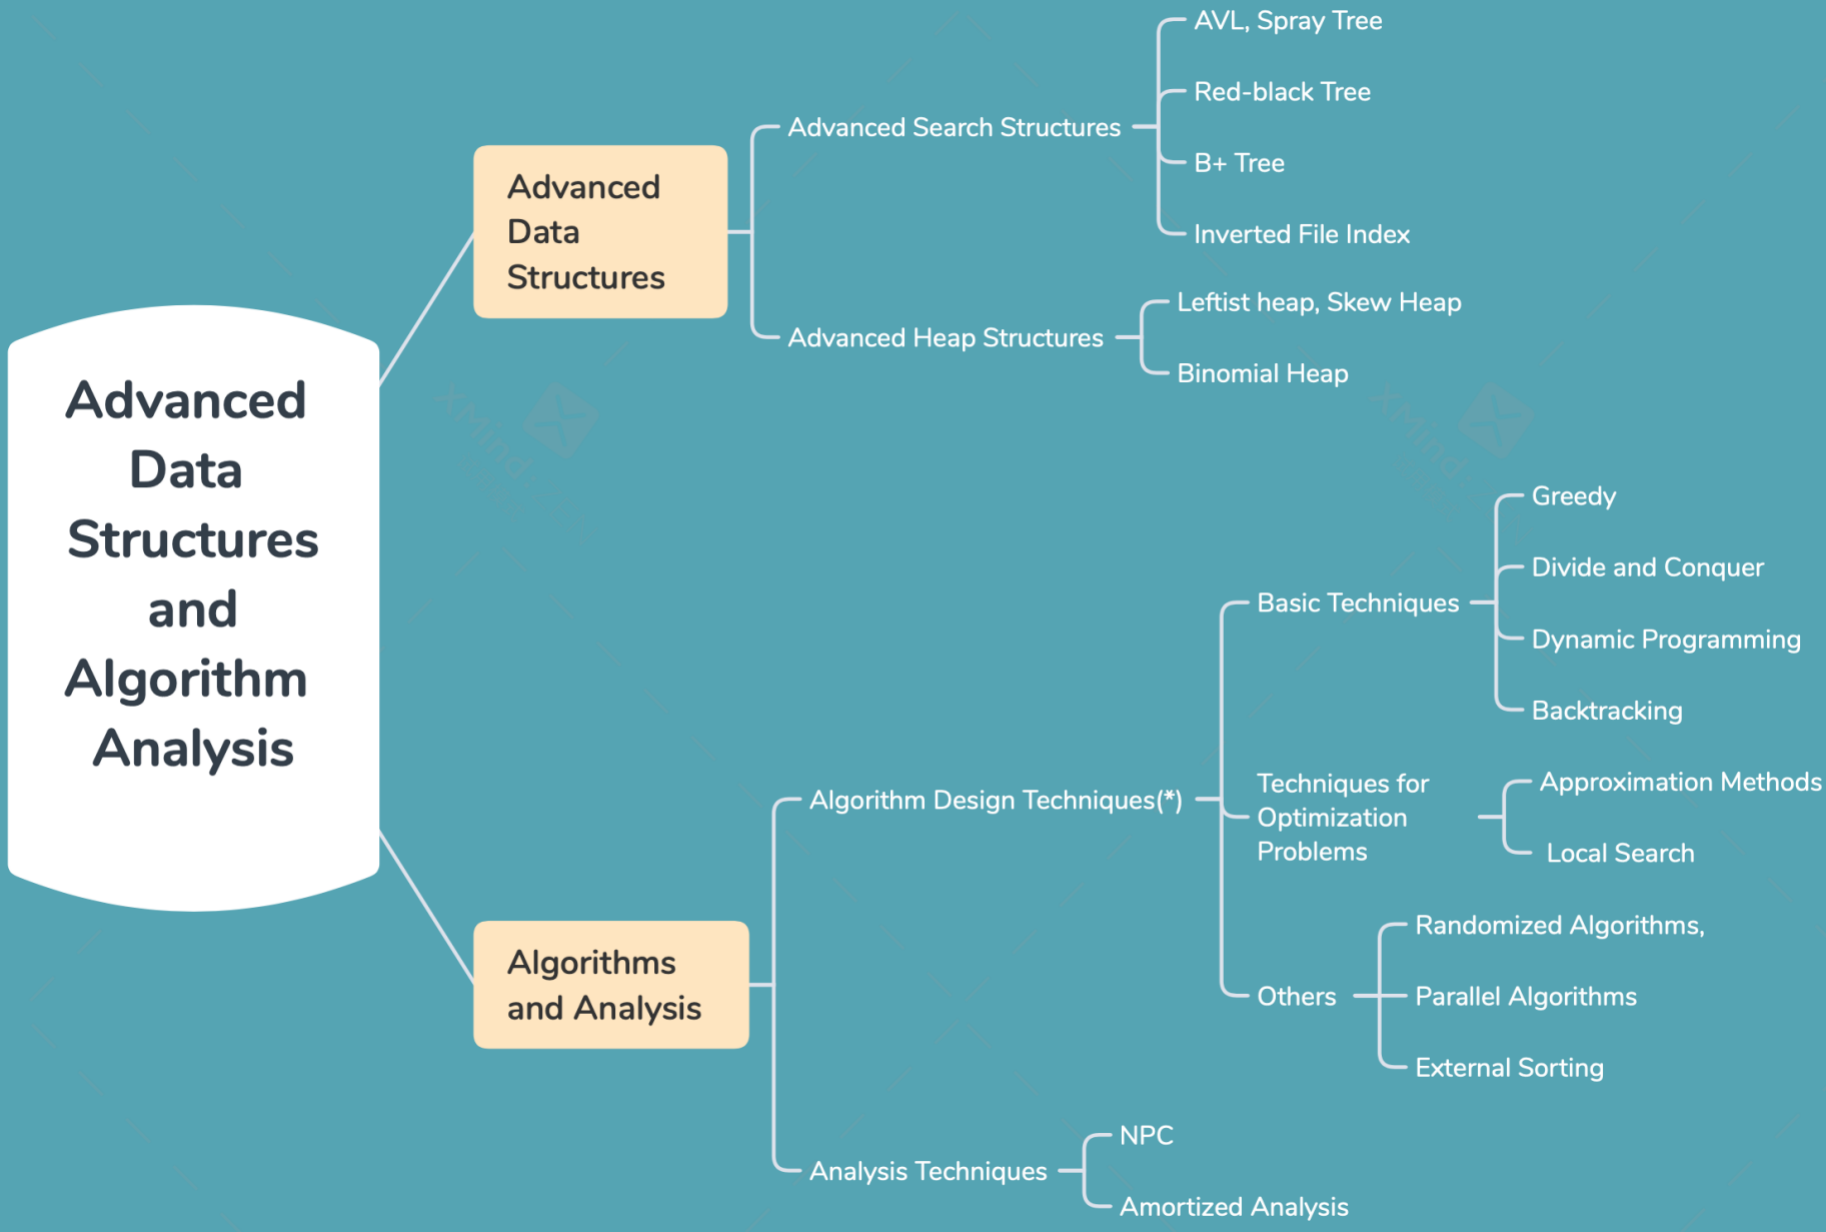 Advanced
Data
Structures
and
Algorithm
Analysis
Advanced
Data
Structures
Advanced Search Structures
AVL, Spray Tree
Red-black Tree
B+ Tree
Inverted File Index
Advanced Heap Structures
Leftist heap, Skew Heap
Binomial Heap
Algorithms
and Analysis
Algorithm Design Techniques(*)
Basic Techniques
Greedy
Divide and Conquer
Dynamic Programming
Backtracking
Techniques for
Optimization
Problems
Approximation Methods
Local Search
Others
Randomized Algorithms,
Parallel Algorithms
External Sorting
Analysis Techniques
NPC
Amortized Analysis
XMind
XMind